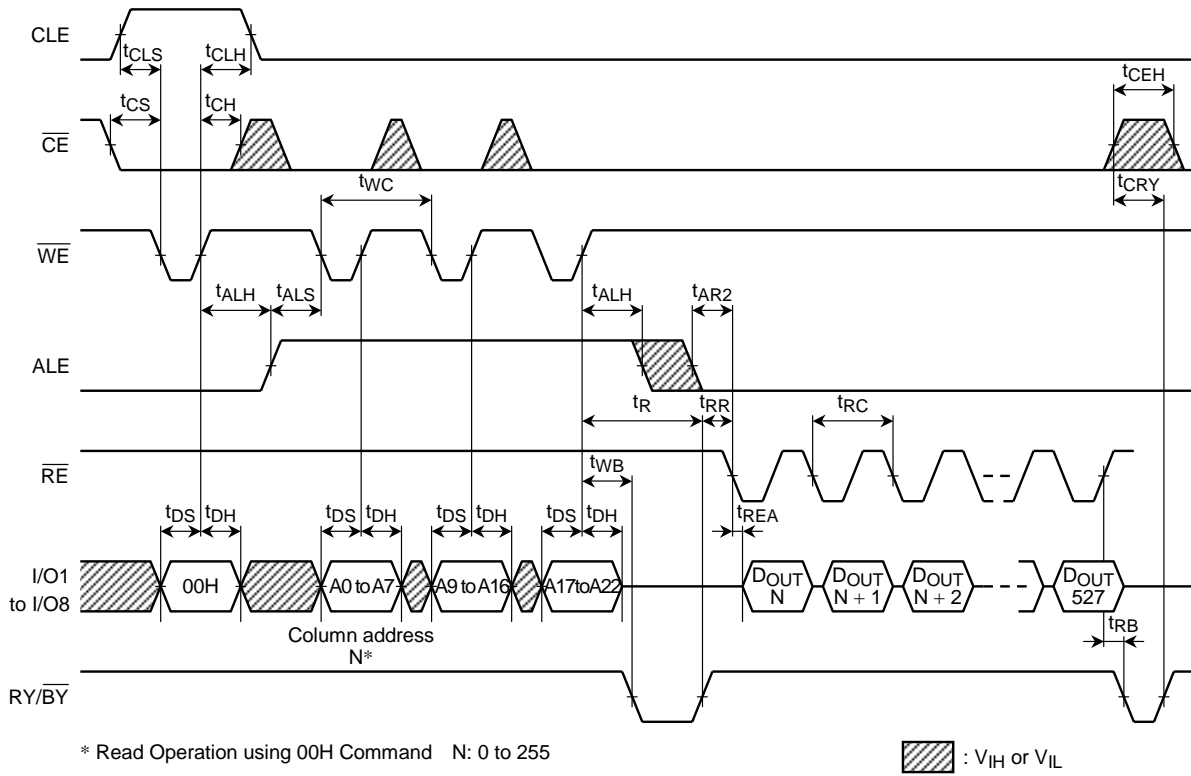 CLE
tCLS tCLH
tCEH
tCS tCH
CE
tWC
tCRY
WE
tALH tALS tALH tAR2
ALE
tR tRR tRC
RE
tWB
tDS tDH tDS tDH tDS tDH tDS tDH
tREA
I/O1
to I/O8
00H
A0 to A7
A9 to A16
A17toA22
DOUT
N
DOUT
N + 1
DOUT
N + 2
DOUT
527
Column address
N*
tRB
RY/BY
* Read Operation using 00H Command N: 0 to 255
: VIH or VIL